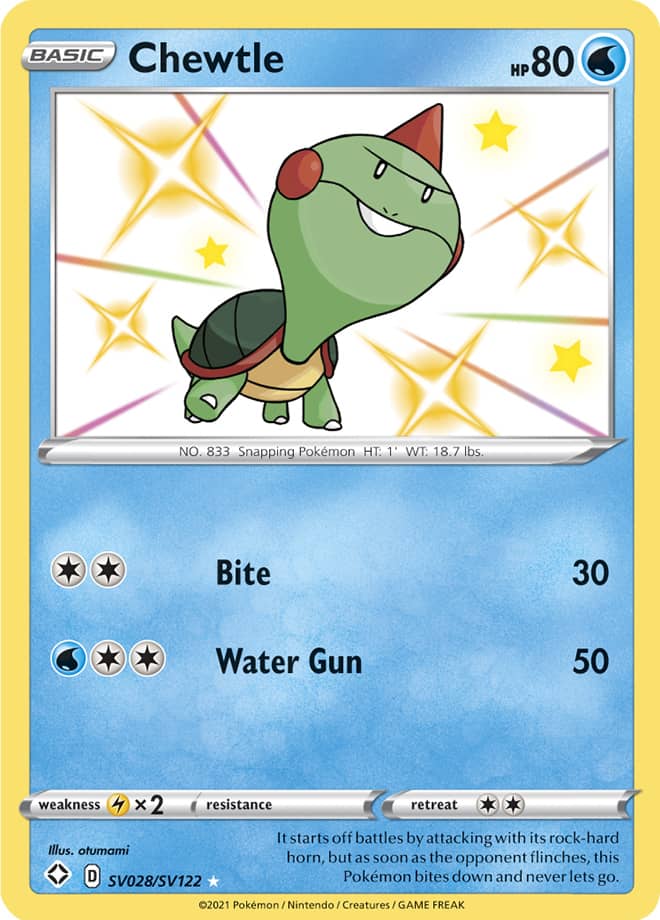 BASIC Chewtle HP 80
NO. 833 Snapping Pokémon HT: 1' WT: 18.7 lbs.
Bite 30
Water Gun 50
weakness ×2 resistance retreat
Illus. otumami
It starts off battles by attacking with its rock-hard
horn, but as soon as the opponent flinches, this
Pokémon bites down and never lets go.
D SV028/SV122
©2021 Pokémon / Nintendo / Creatures / GAME FREAK